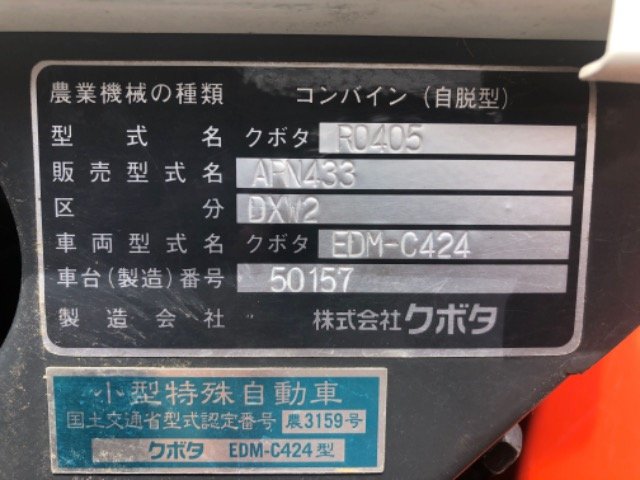 農業機械の種類 コンバイン(自脱型)
型式名 クボタ R0405
販売型式名 ARN433
区分 DXW2
車両型式名 クボタ EDM-C424
車台(製造)番号 50157
製造会社 株式会社クボタ
小型特殊自動車
国土交通省型式認定番号 農3159号
クボタ EDM-C424型